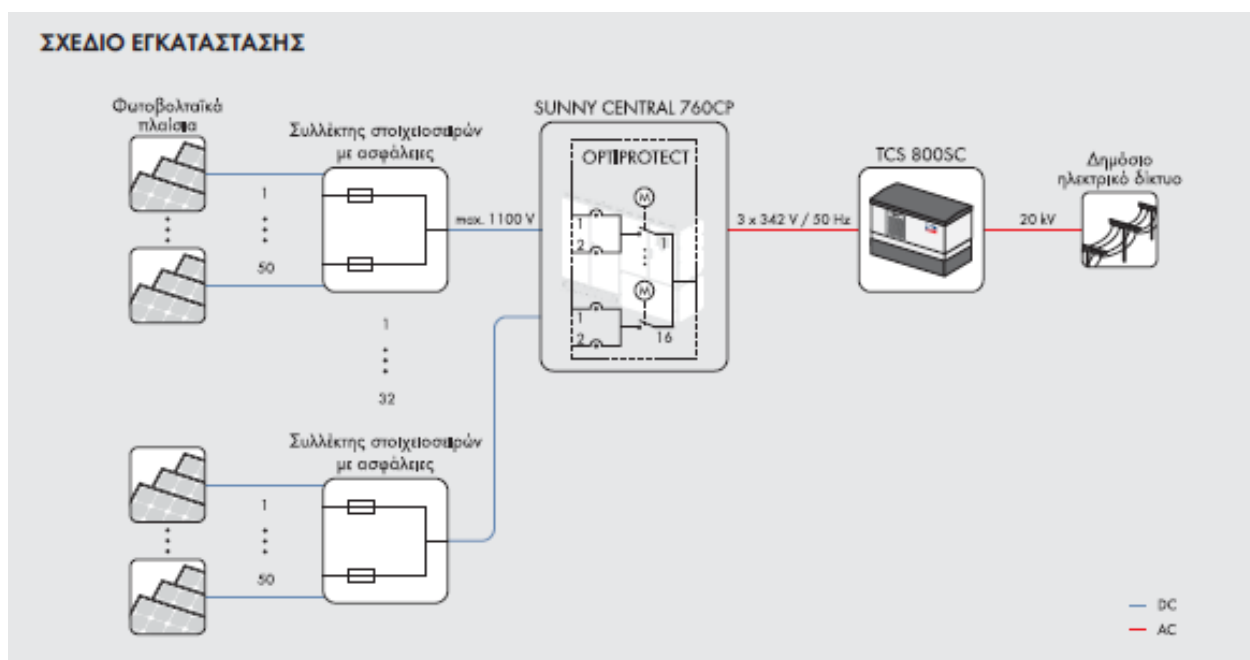 ΣΧΕΔΙΟ ΕΓΚΑΤΑΣΤΑΣΗΣ
Φωτοβολταϊκά
πλαίσια
Συλλέκτης στοιχειοσειρών
με ασφάλειες
SUNNY CENTRAL 760CP
OPTIPROTECT
TCS 800SC
Δημόσιο
ηλεκτρικό δίκτυο
1
50
max. 1100 V
M
1
2
1
3 x 342 V / 50 Hz
20 kV
M
1
2
16
1
32
Συλλέκτης στοιχειοσειρών
με ασφάλειες
1
50
DC
AC